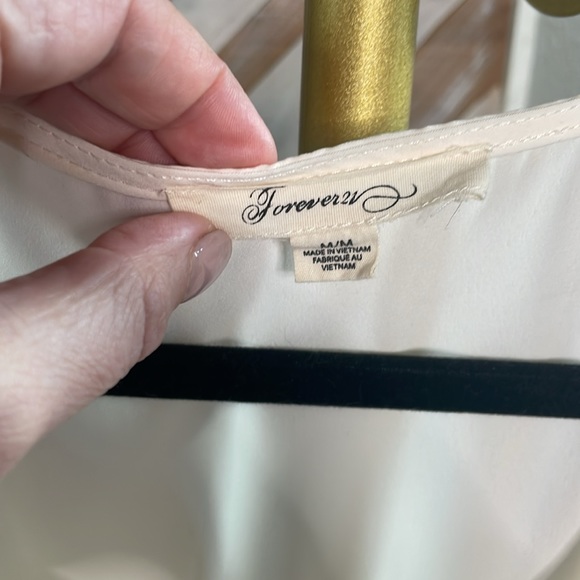 Forever21
M/M
MADE IN VIETNAM
FABRIQUÉ AU
VIETNAM